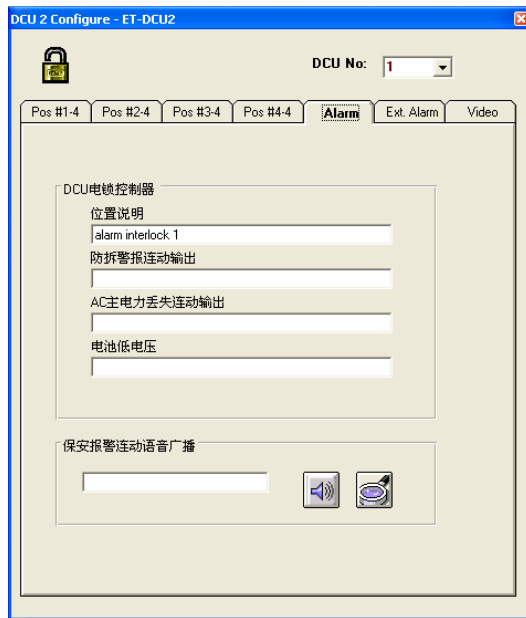 DCU 2 Configure - ET-DCU2
DCU No: 1
Pos #1-4 Pos #2-4 Pos #3-4 Pos #4-4 Alarm Ext. Alarm Video
DCU电锁控制器
位置说明
alarm interlock 1
防拆警报连动输出
AC主电力丢失连动输出
电池低电压
保安报警连动语音广播